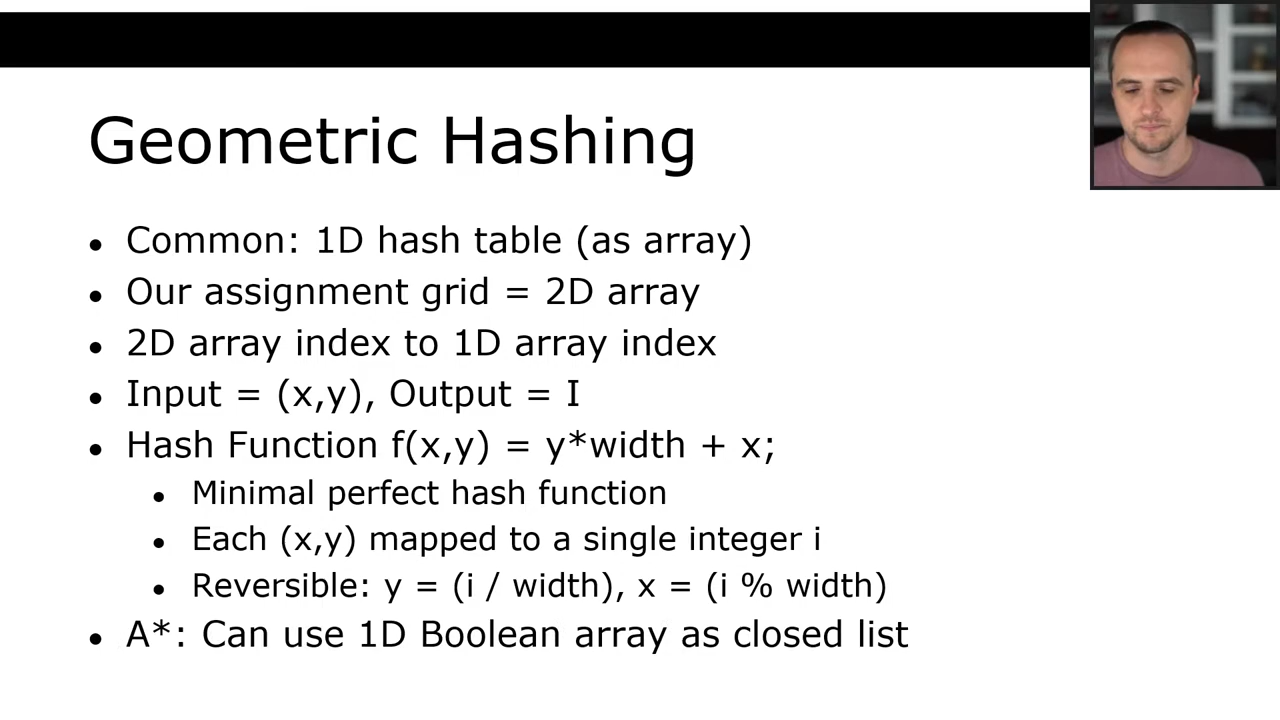 Geometric Hashing
• Common: 1D hash table (as array)
• Our assignment grid = 2D array
• 2D array index to 1D array index
• Input = (x,y), Output = I
• Hash Function f(x,y) = y*width + x;
• Minimal perfect hash function
• Each (x,y) mapped to a single integer i
• Reversible: y = (i / width), x = (i % width)
• A*: Can use 1D Boolean array as closed list